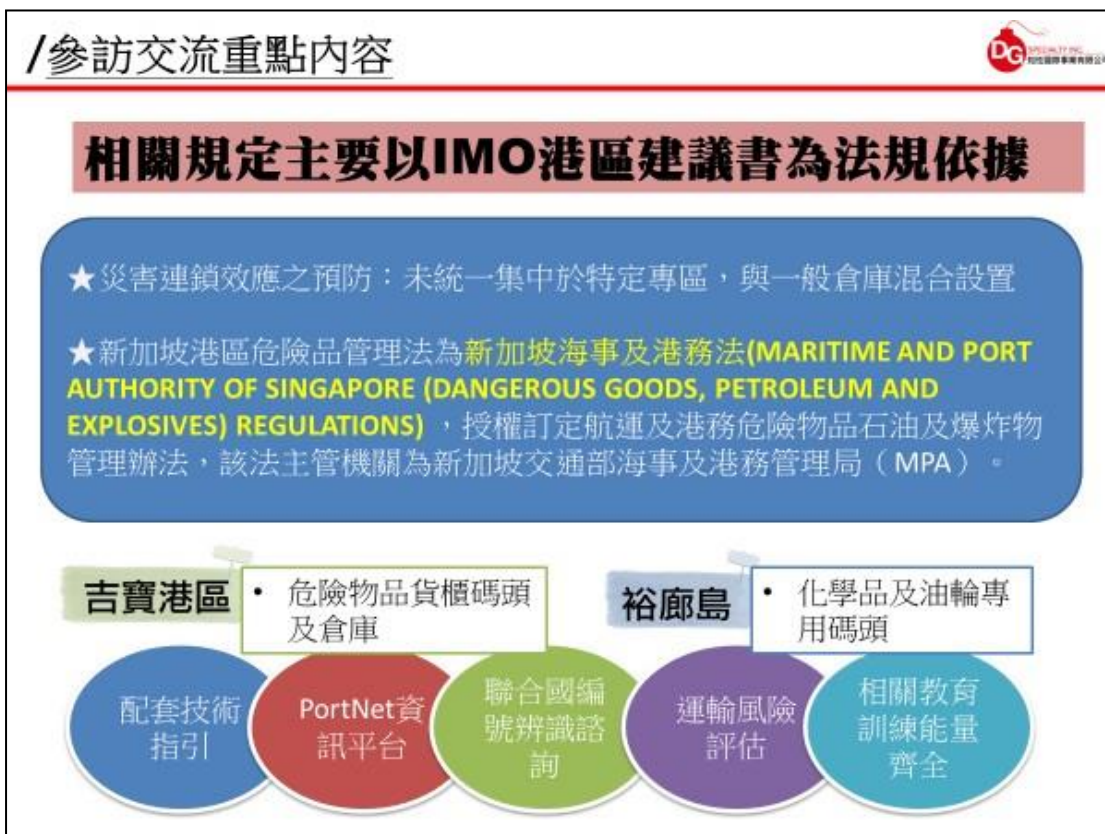 /參訪交流重點內容
DG
SPECIALTY INC.
相關規定主要以IMO港區建議書為法規依據
★災害連鎖效應之預防：未統一集中於特定專區，與一般倉庫混合設置
★新加坡港區危險品管理法為新加坡海事及港務法(MARITIME AND PORT
AUTHORITY OF SINGAPORE (DANGEROUS GOODS, PETROLEUM AND
EXPLOSIVES) REGULATIONS) ，授權訂定航運及港務危險物品石油及爆炸物
管理辦法，該法主管機關為新加坡交通部海事及港務管理局（MPA）。
吉寶港區
• 危險物品貨櫃碼頭
及倉庫
裕廊島
• 化學品及油輪專
用碼頭
配套技術
指引
PortNet資
訊平台
聯合國編
號辨識諮
詢
運輸風險
評估
相關教育
訓練能量
齊全